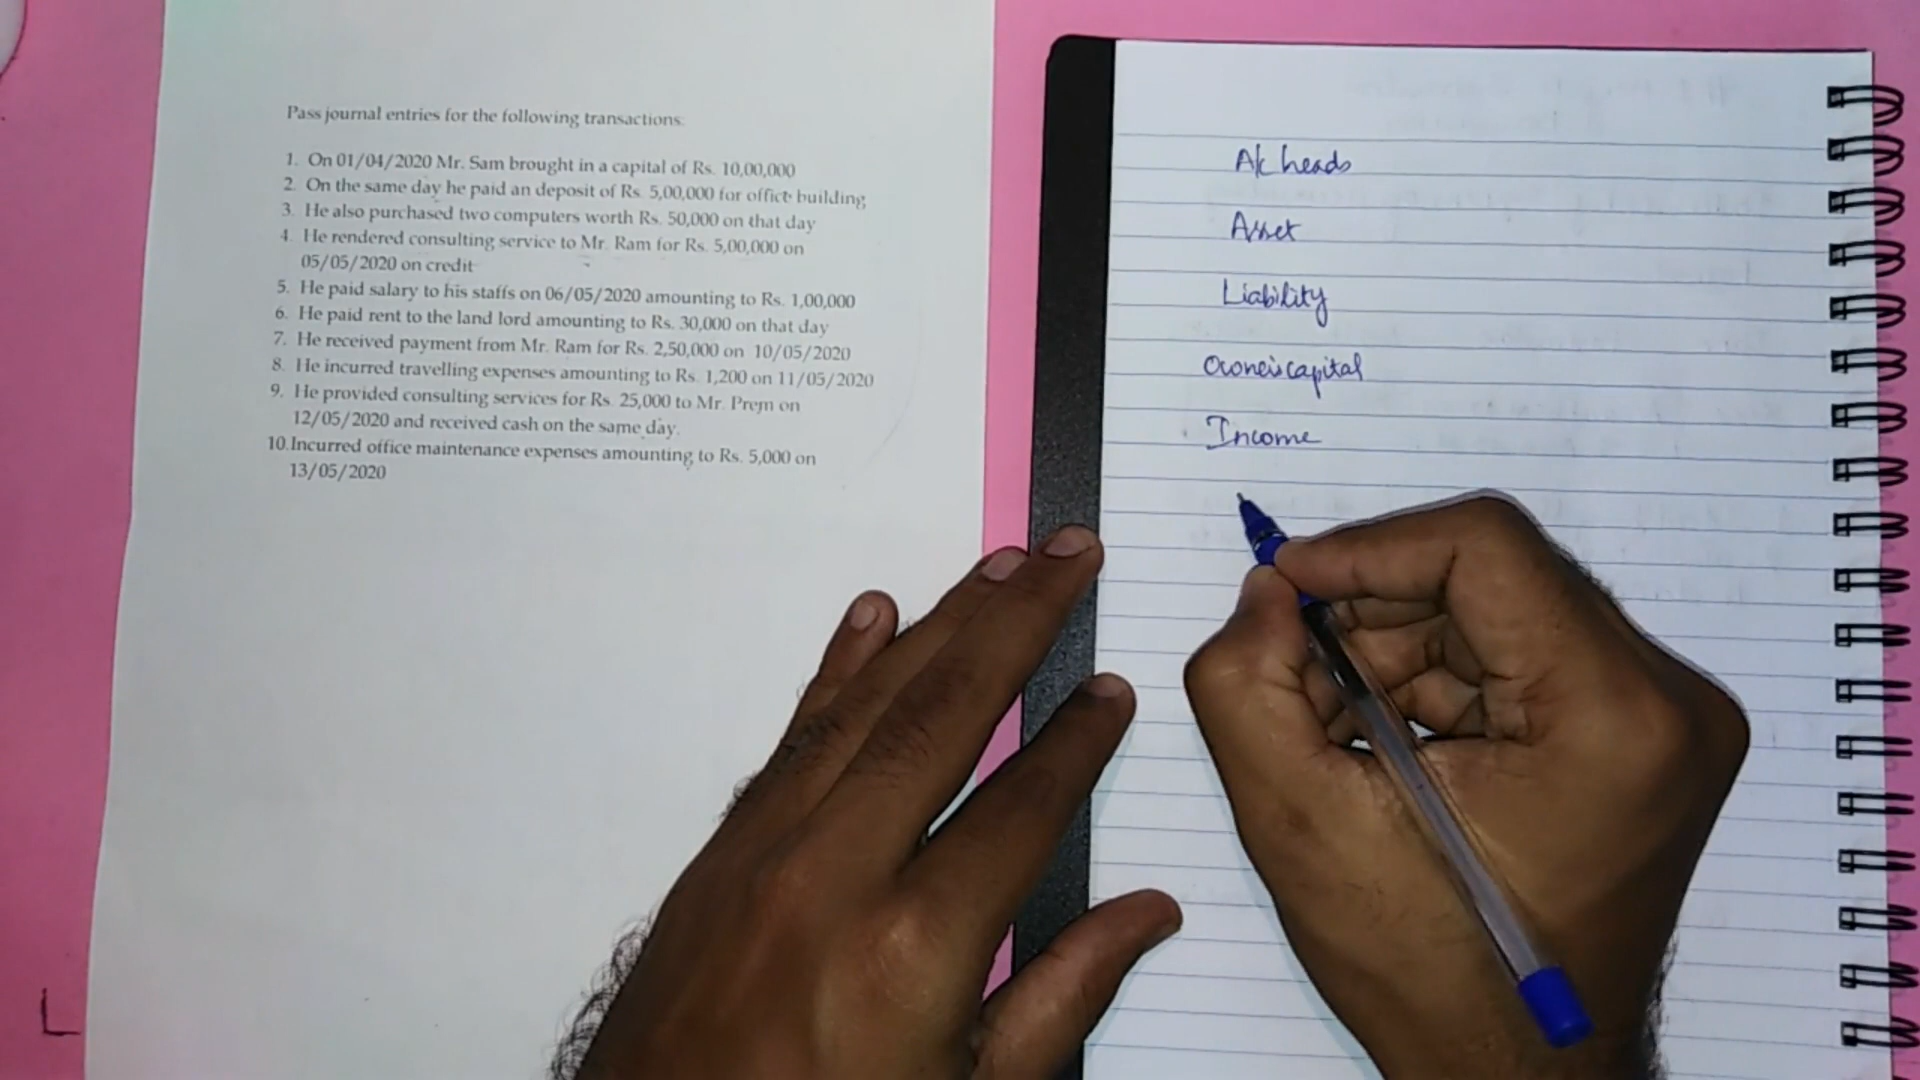 Pass journal entries for the following transactions:
1. On 01/04/2020 Mr. Sam brought in a capital of Rs. 10,00,000
2. On the same day he paid an deposit of Rs. 5,00,000 for office building
3. He also purchased two computers worth Rs. 50,000 on that day
4. He rendered consulting service to Mr. Ram for Rs. 5,00,000 on
05/05/2020 on credit
5. He paid salary to his staffs on 06/05/2020 amounting to Rs. 1,00,000
6. He paid rent to the land lord amounting to Rs. 30,000 on that day
7. He received payment from Mr. Ram for Rs. 2,50,000 on 10/05/2020
8. He incurred travelling expenses amounting to Rs. 1,200 on 11/05/2020
9. He provided consulting services for Rs. 25,000 to Mr. Prem on
12/05/2020 and received cash on the same day.
10. Incurred office maintenance expenses amounting to Rs. 5,000 on
13/05/2020
A/c heads
Asset
Liability
Owner's capital
Income